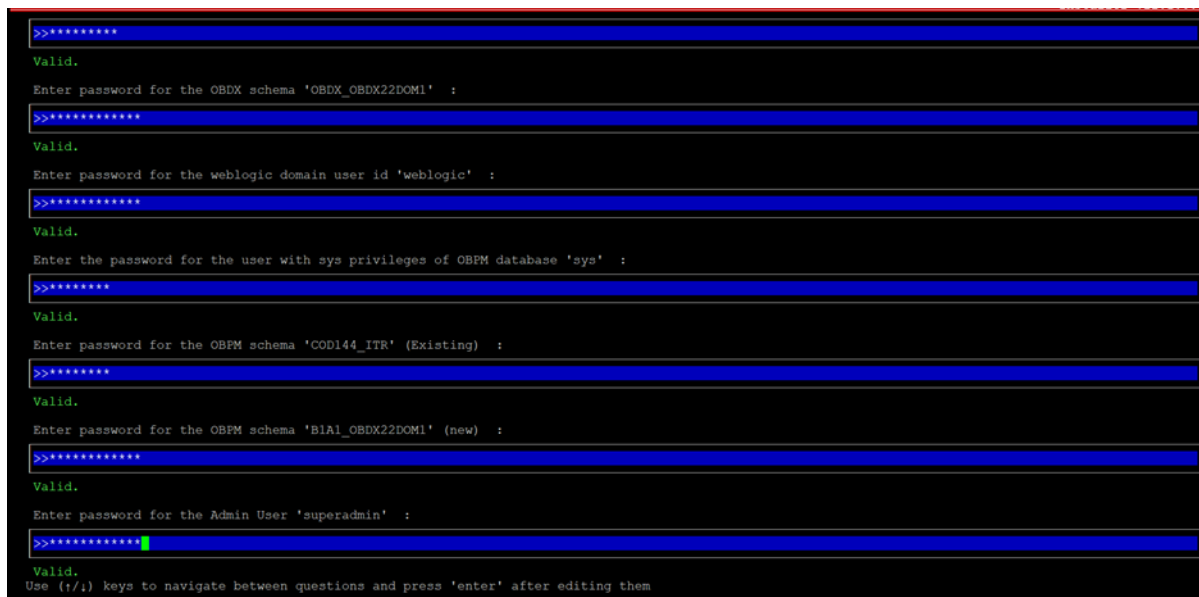 >>*********
Valid.
Enter password for the OBDX schema 'OBDX_OBDX22DOM1'  :
>>************
Valid.
Enter password for the weblogic domain user id 'weblogic'  :
>>************
Valid.
Enter the password for the user with sys privileges of OBPM database 'sys'  :
>>********
Valid.
Enter password for the OBPM schema 'COD144_ITR' (Existing)  :
>>********
Valid.
Enter password for the OBPM schema 'B1A1_OBDX22DOM1' (new)  :
>>************
Valid.
Enter password for the Admin User 'superadmin'  :
>>************
Valid.
Use (↑/↓) keys to navigate between questions and press 'enter' after editing them